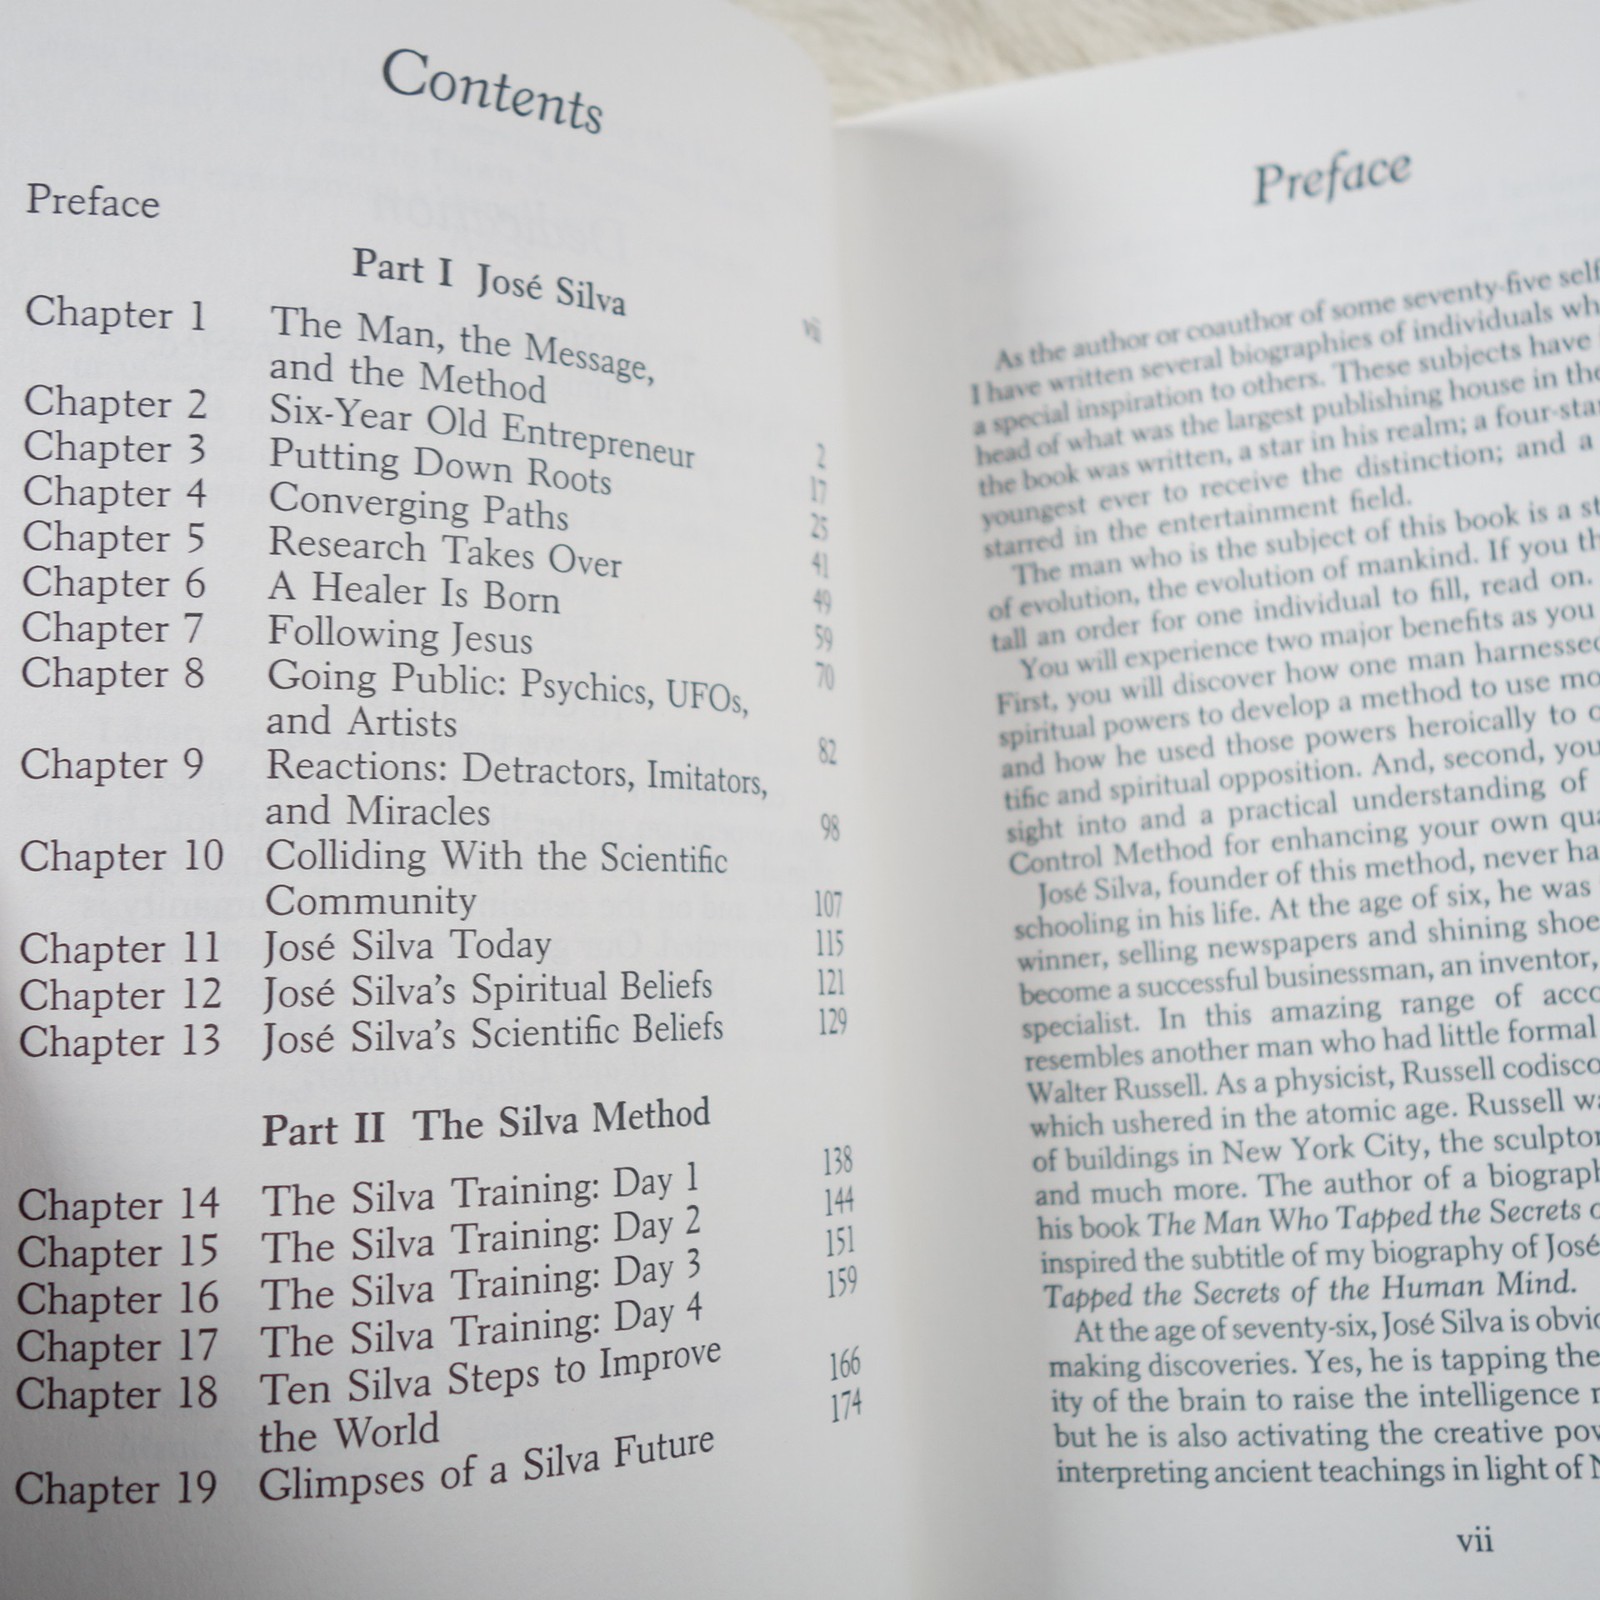 Contents
Preface vii
Part I José Silva
Chapter 1 The Man, the Message,
and the Method 2
Chapter 2 Six-Year Old Entrepreneur 17
Chapter 3 Putting Down Roots 25
Chapter 4 Converging Paths 41
Chapter 5 Research Takes Over 49
Chapter 6 A Healer Is Born 59
Chapter 7 Following Jesus 70
Chapter 8 Going Public: Psychics, UFOs,
and Artists 82
Chapter 9 Reactions: Detractors, Imitators,
and Miracles 98
Chapter 10 Colliding With the Scientific
Community 107
Chapter 11 José Silva Today 115
Chapter 12 José Silva's Spiritual Beliefs 121
Chapter 13 José Silva's Scientific Beliefs 129
Part II The Silva Method
Chapter 14 The Silva Training: Day 1 138
Chapter 15 The Silva Training: Day 2 144
Chapter 16 The Silva Training: Day 3 151
Chapter 17 The Silva Training: Day 4 159
Chapter 18 Ten Silva Steps to Improve
the World 166
Chapter 19 Glimpses of a Silva Future 174
Preface
As the author or coauthor of some seventy-five self
I have written several biographies of individuals wh
a special inspiration to others. These subjects have
head of what was the largest publishing house in the
the book was written, a star in his realm; a four-star
youngest ever to receive the distinction; and a
starred in the entertainment field.
The man who is the subject of this book is a st
of evolution, the evolution of mankind. If you th
tall an order for one individual to fill, read on.
You will experience two major benefits as you
First, you will discover how one man harnessed
spiritual powers to develop a method to use mo
and how he used those powers heroically to o
tific and spiritual opposition. And, second, you
sight into and a practical understanding of
Control Method for enhancing your own qua
José Silva, founder of this method, never ha
schooling in his life. At the age of six, he was
winner, selling newspapers and shining shoe
become a successful businessman, an inventor,
specialist. In this amazing range of acco
resembles another man who had little formal
Walter Russell. As a physicist, Russell codisco
which ushered in the atomic age. Russell wa
of buildings in New York City, the sculptor
and much more. The author of a biograph
his book The Man Who Tapped the Secrets o
inspired the subtitle of my biography of José
Tapped the Secrets of the Human Mind.
At the age of seventy-six, José Silva is obvio
making discoveries. Yes, he is tapping the
ity of the brain to raise the intelligence
but he is also activating the creative pow
interpreting ancient teachings in light of N
vii